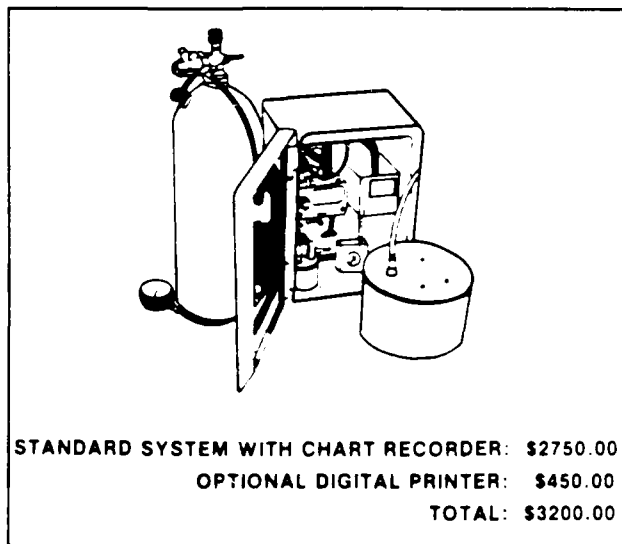 STANDARD SYSTEM WITH CHART RECORDER: $2750.00
OPTIONAL DIGITAL PRINTER: $450.00
TOTAL: $3200.00